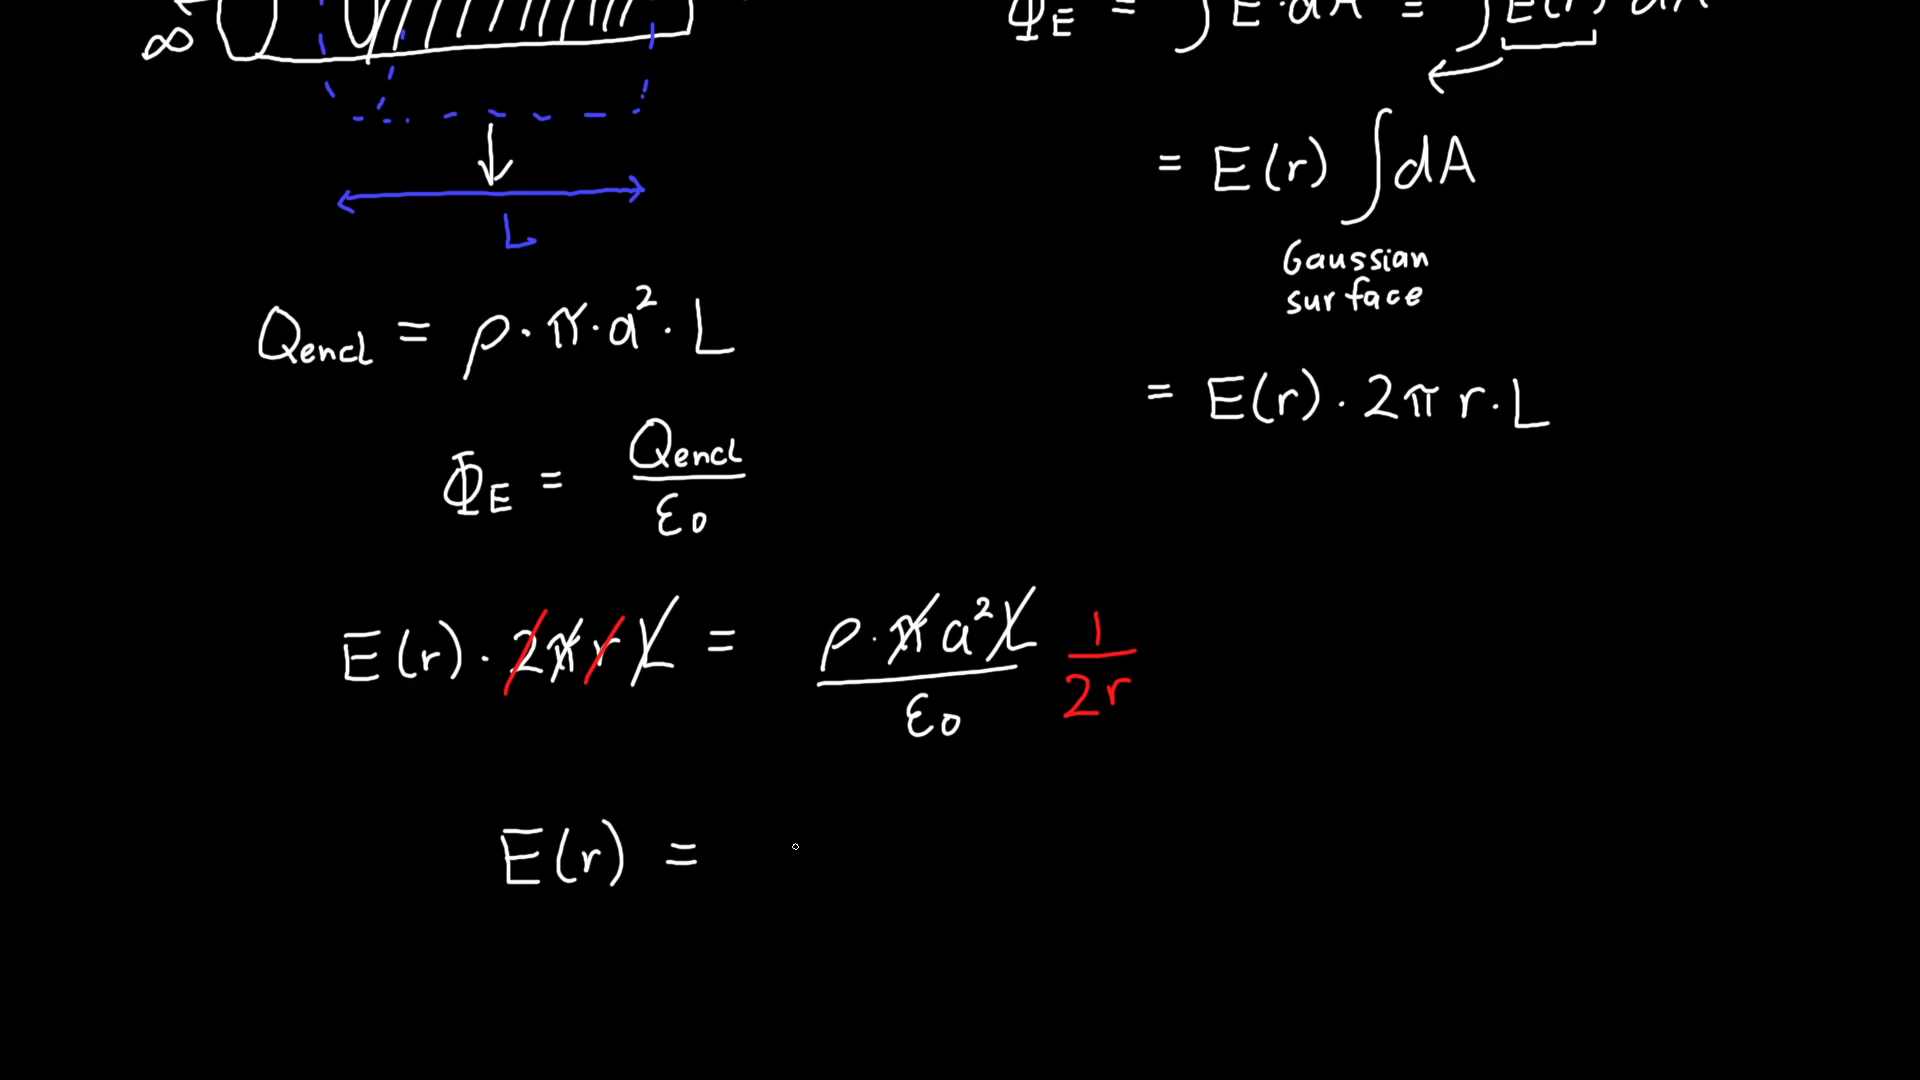 ∞
Φ_E = ∫ E · dA = ∫ E(r) · dA
= E(r) ∫ dA
L
Gaussian
surface
Q_encl = ρ · π · a² · L
= E(r) · 2π r · L
Φ_E = Q_encl / ε₀
E(r) · 2πrL = ρ · πa²L / ε₀ 1 / 2r
E(r) =